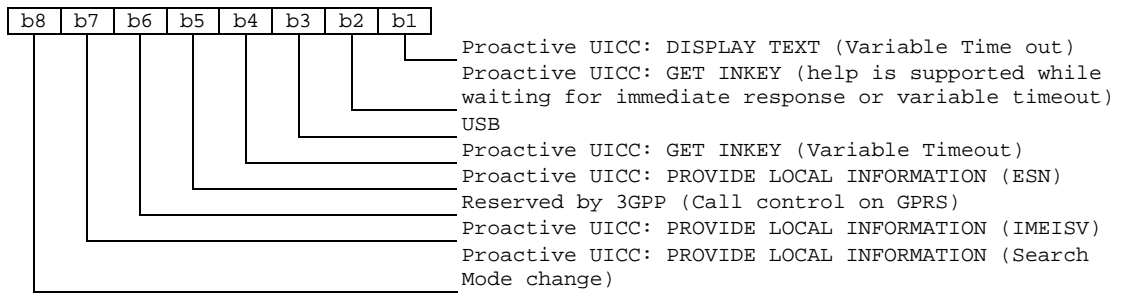 b8 b7 b6 b5 b4 b3 b2 b1
Proactive UICC: DISPLAY TEXT (Variable Time out)
Proactive UICC: GET INKEY (help is supported while
waiting for immediate response or variable timeout)
USB
Proactive UICC: GET INKEY (Variable Timeout)
Proactive UICC: PROVIDE LOCAL INFORMATION (ESN)
Reserved by 3GPP (Call control on GPRS)
Proactive UICC: PROVIDE LOCAL INFORMATION (IMEISV)
Proactive UICC: PROVIDE LOCAL INFORMATION (Search
Mode change)